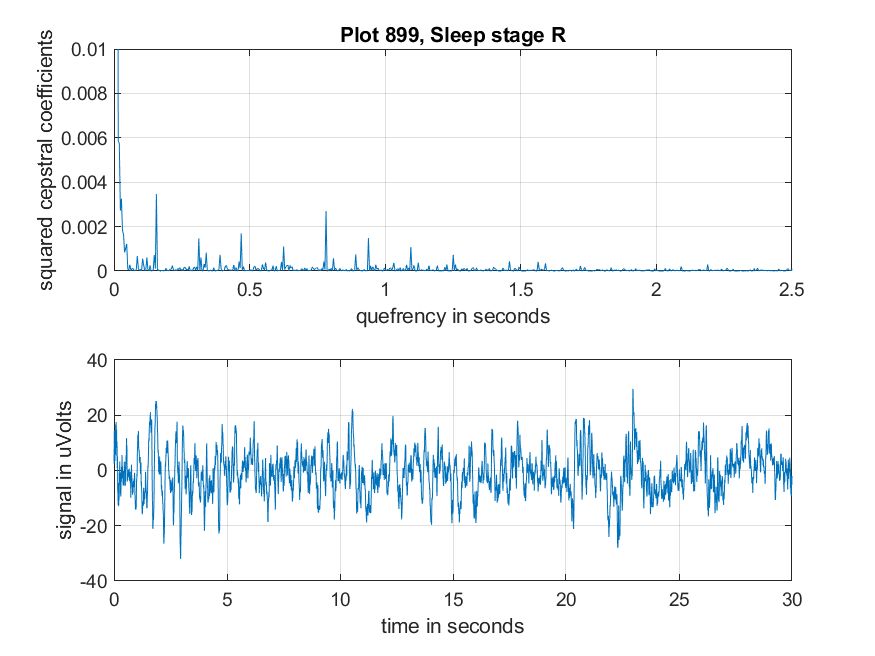 Plot 899, Sleep stage R
squared cepstral coefficients
0.01
0.008
0.006
0.004
0.002
0
0 0.5 1 1.5 2 2.5
quefrency in seconds
signal in uVolts
40
20
0
-20
-40
0 5 10 15 20 25 30
time in seconds